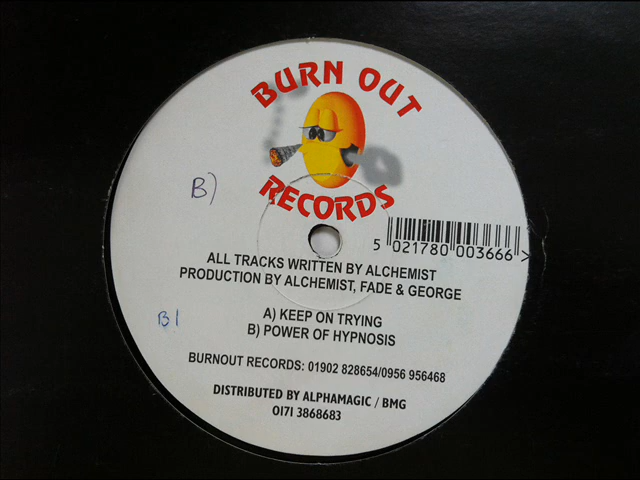 BURN OUT
RECORDS
B)
5 021780 003666 >
ALL TRACKS WRITTEN BY ALCHEMIST
PRODUCTION BY ALCHEMIST, FADE & GEORGE
A) KEEP ON TRYING
B1
B) POWER OF HYPNOSIS
BURNOUT RECORDS: 01902 828654/0956 956468
DISTRIBUTED BY ALPHAMAGIC / BMG
0171 3868683